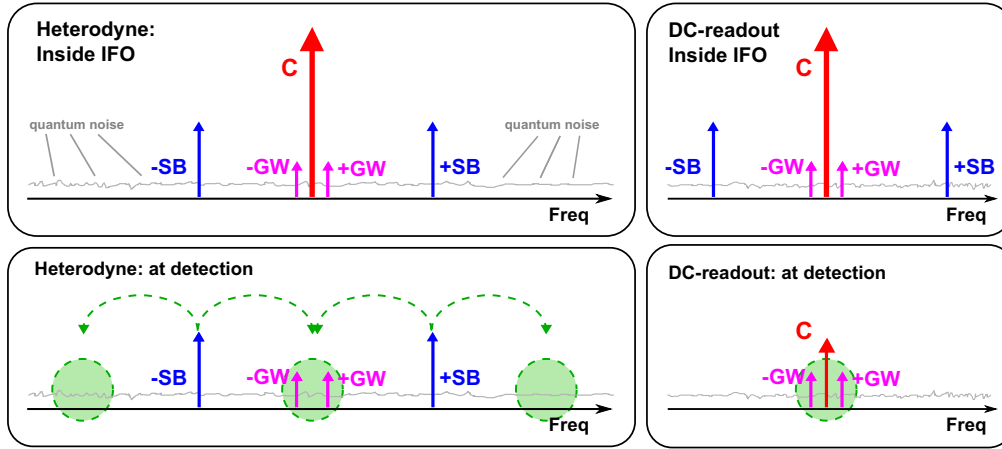 Heterodyne:
Inside IFO
C
quantum noise
quantum noise
-SB
-GW
+GW
+SB
Freq
DC-readout
Inside IFO
C
-SB
-GW
+GW
+SB
Freq
Heterodyne: at detection
-SB
-GW
+GW
+SB
Freq
DC-readout: at detection
C
-GW
+GW
Freq